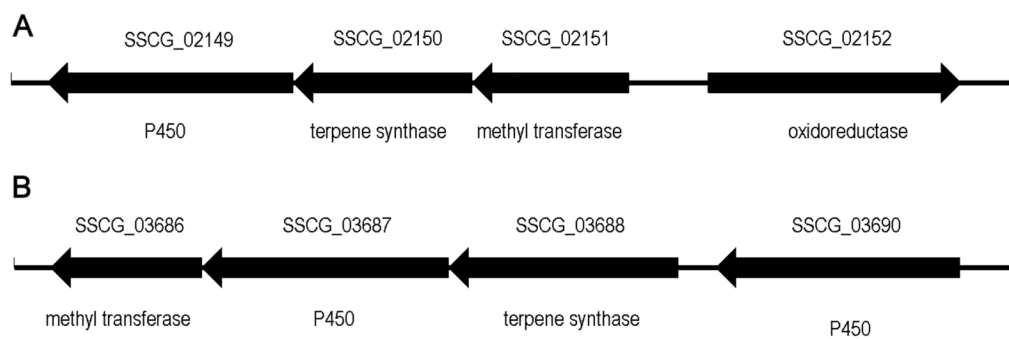 A
SSCG_02149 SSCG_02150 SSCG_02151 SSCG_02152
P450 terpene synthase methyl transferase oxidoreductase
B
SSCG_03686 SSCG_03687 SSCG_03688 SSCG_03690
methyl transferase P450 terpene synthase P450